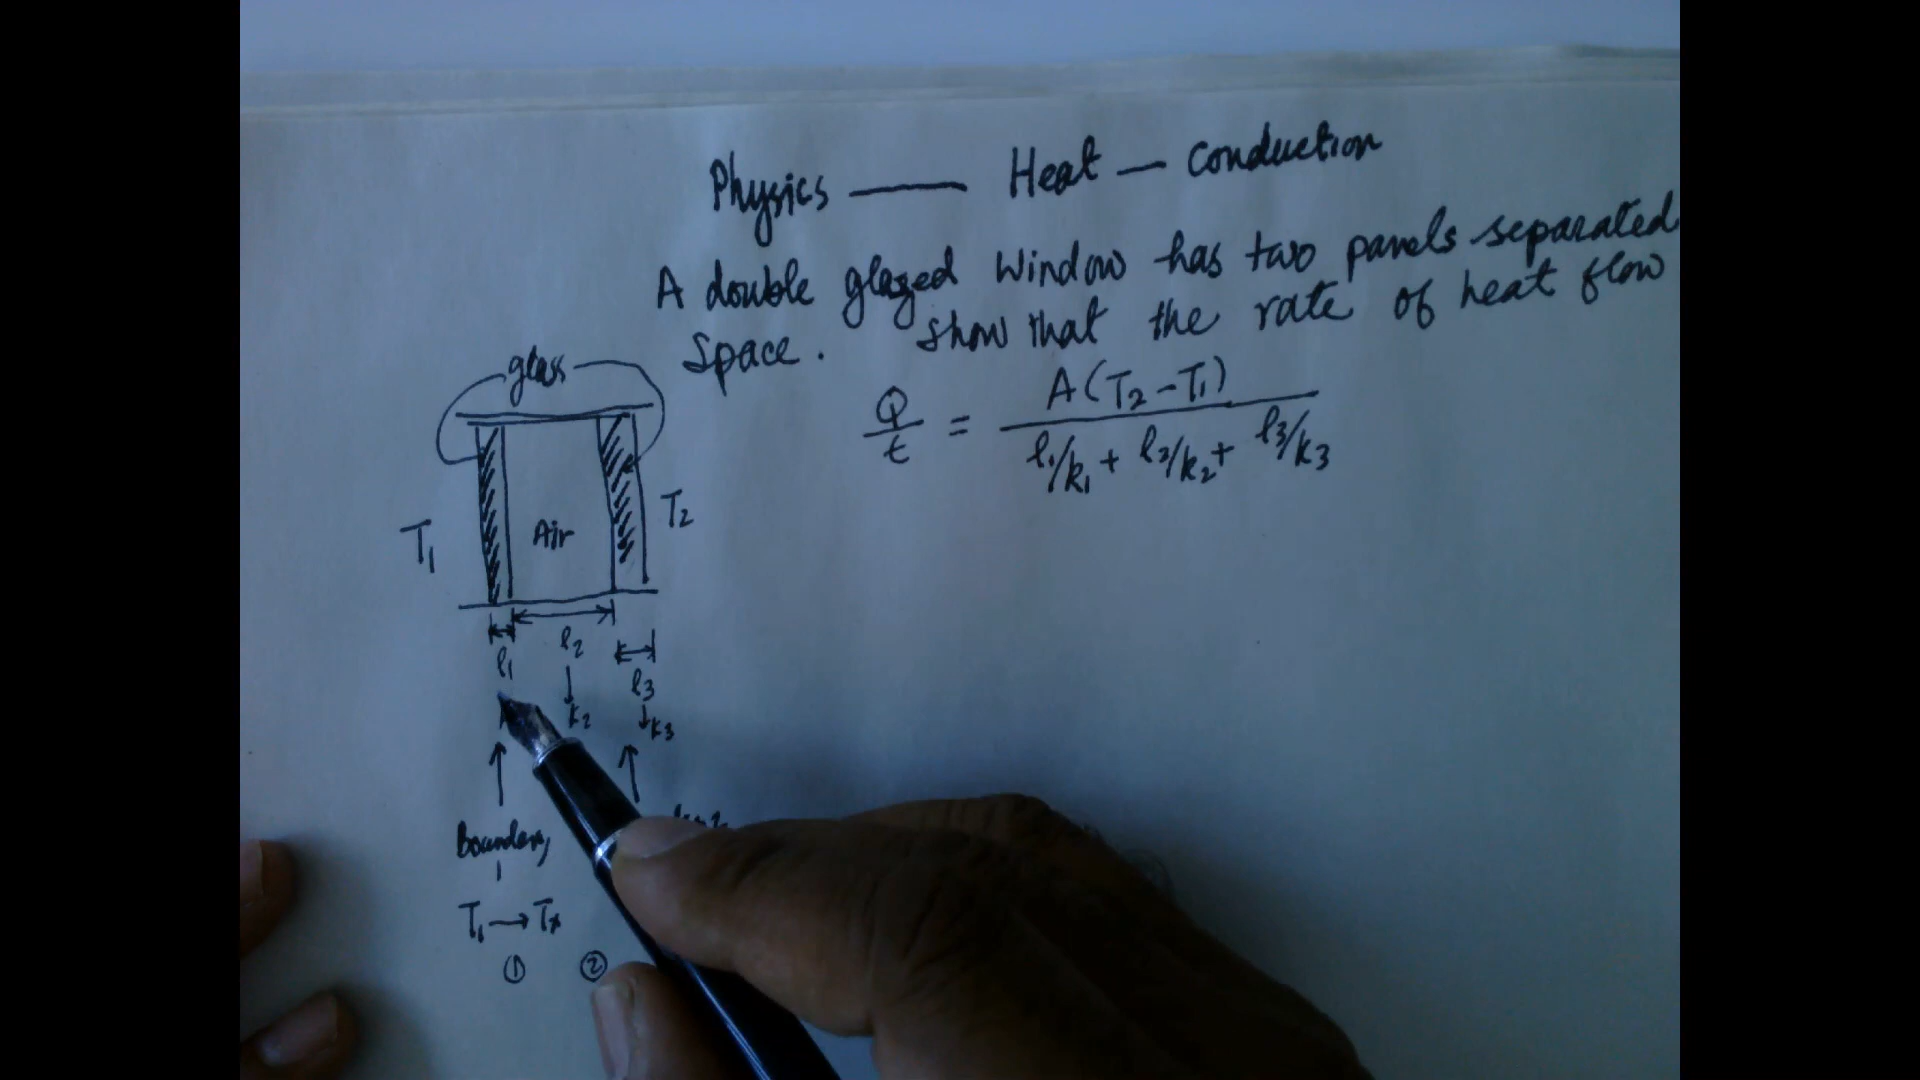 Physics — Heat - conduction
A double glazed window has two panels separated
space. Show that the rate of heat flow
Q/t = A(T₂-T₁) / (l₁/k₁ + l₂/k₂ + l₃/k₃)
glass
T₁
Air
T₂
l₁
l₂
l₃
k₂
k₃
Boundary
1
T₁ → Tx
① ②